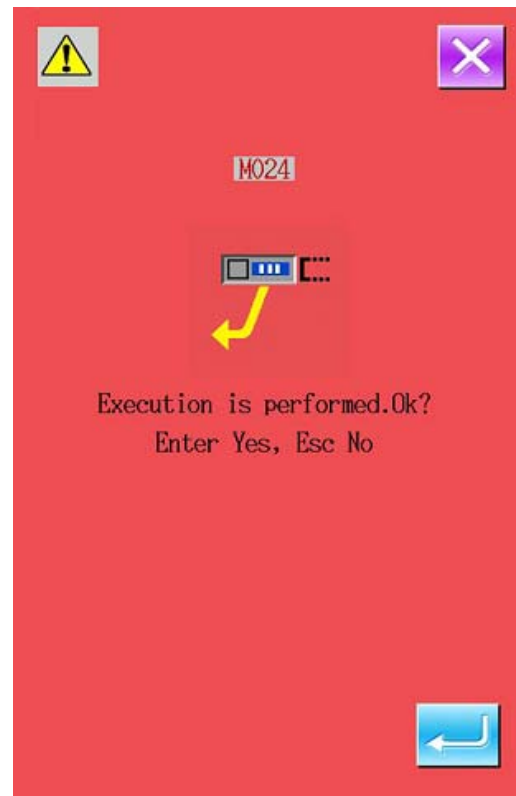 M024
Execution is performed.Ok?
Enter Yes, Esc No